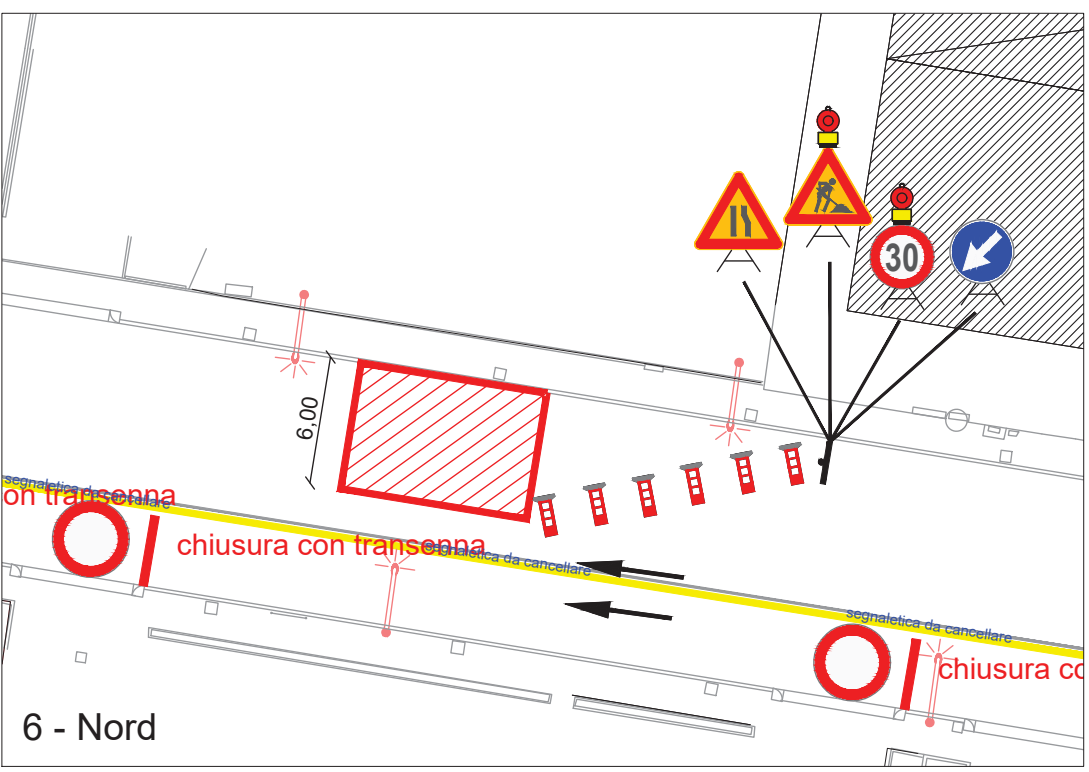 30
6,00
segnaletica da cancellare
on transenna
chiusura con transenna
segnaletica da cancellare
segnaletica da cancellare
chiusura co
6 - Nord